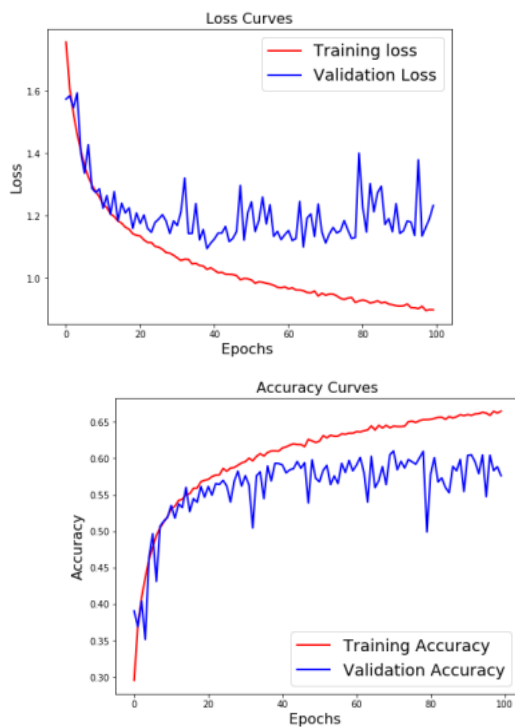 Loss Curves
Training loss
Validation Loss
1.6
1.4
1.2
1.0
Loss
0 20 40 60 80 100
Epochs
Accuracy Curves
0.65
0.60
0.55
0.50
0.45
0.40
0.35
0.30
Accuracy
Training Accuracy
Validation Accuracy
0 20 40 60 80 100
Epochs